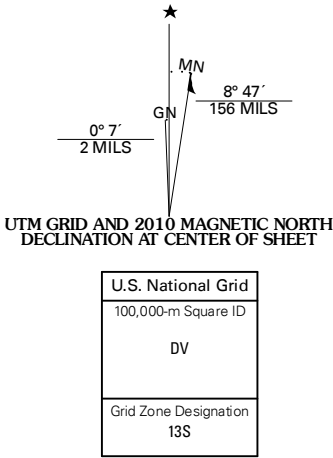 ★
MN
8° 47´
156 MILS
GN
0° 7´
2 MILS
UTM GRID AND 2010 MAGNETIC NORTH
DECLINATION AT CENTER OF SHEET
U.S. National Grid
100,000-m Square ID
DV
Grid Zone Designation
13S